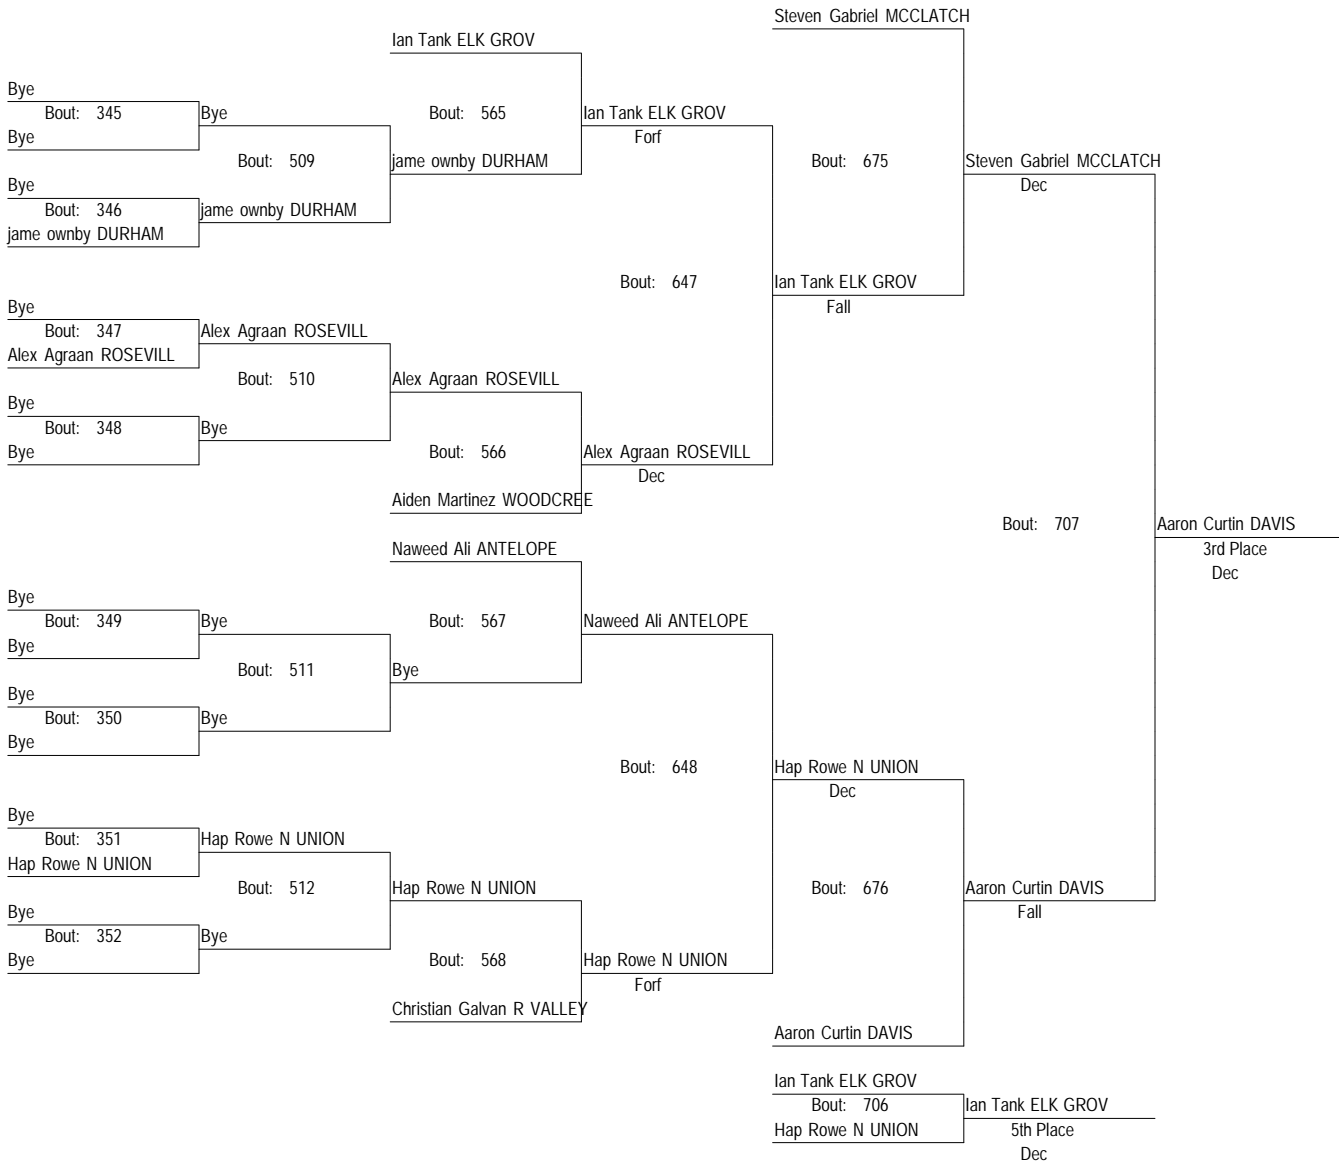 Steven Gabriel MCCLATCH
Ian Tank ELK GROV
Bye
Bout: 345
Bye
Bout: 565
Ian Tank ELK GROV
Bye
Forf
Bout: 509
jame ownby DURHAM
Bout: 675
Steven Gabriel MCCLATCH
Bye
Dec
Bout: 346
jame ownby DURHAM
jame ownby DURHAM
Bout: 647
Ian Tank ELK GROV
Bye
Fall
Bout: 347
Alex Agraan ROSEVILL
Alex Agraan ROSEVILL
Bout: 510
Alex Agraan ROSEVILL
Bye
Bout: 348
Bye
Bye
Bout: 566
Alex Agraan ROSEVILL
Dec
Aiden Martinez WOODCREE
Bout: 707
Aaron Curtin DAVIS
3rd Place
Dec
Naweed Ali ANTELOPE
Bye
Bout: 349
Bye
Bout: 567
Naweed Ali ANTELOPE
Bye
Bout: 511
Bye
Bye
Bout: 350
Bye
Bye
Bout: 648
Hap Rowe N UNION
Dec
Bye
Bout: 351
Hap Rowe N UNION
Hap Rowe N UNION
Bout: 512
Hap Rowe N UNION
Bout: 676
Aaron Curtin DAVIS
Fall
Bye
Bout: 352
Bye
Bye
Bout: 568
Hap Rowe N UNION
Forf
Christian Galvan R VALLEY
Aaron Curtin DAVIS
Ian Tank ELK GROV
Bout: 706
Ian Tank ELK GROV
Hap Rowe N UNION
5th Place
Dec